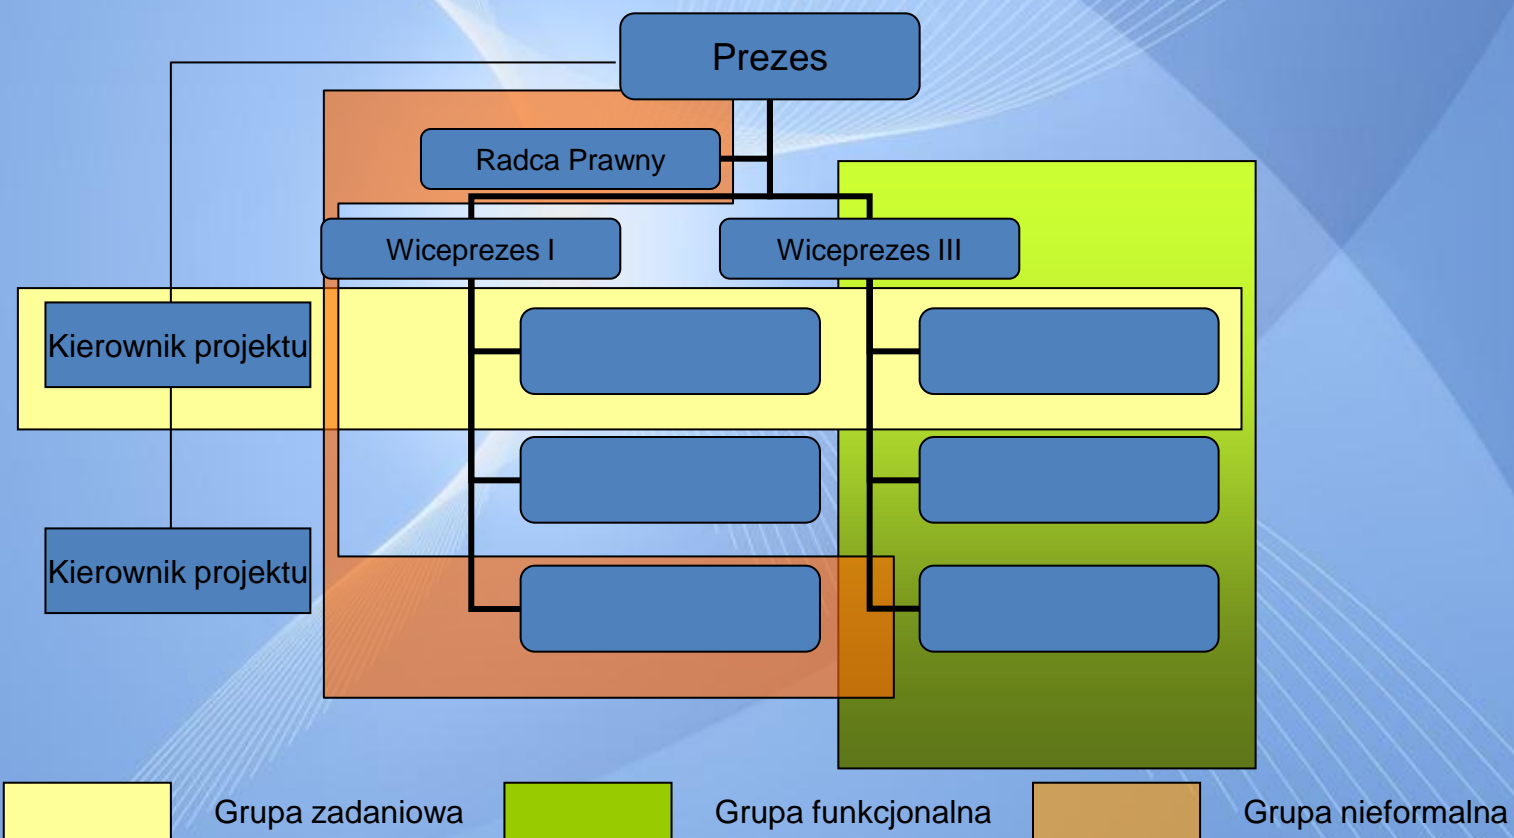 Prezes
Radca Prawny
Wiceprezes I
Wiceprezes III
Kierownik projektu
Kierownik projektu
Grupa zadaniowa
Grupa funkcjonalna
Grupa nieformalna